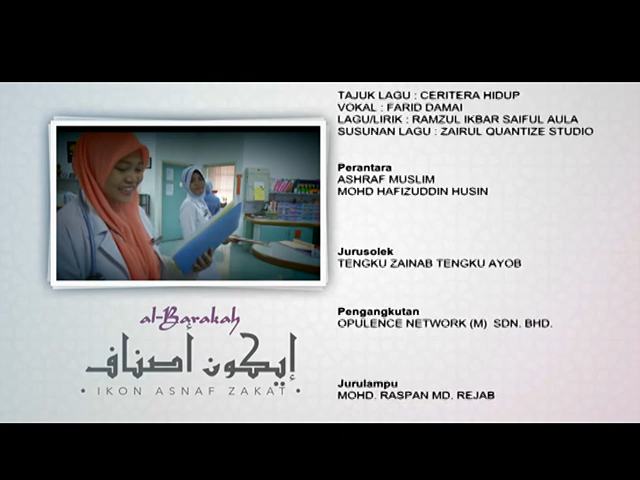 TAJUK LAGU : CERITERA HIDUP
VOKAL : FARID DAMAI
LAGU/LIRIK : RAMZUL IKBAR SAIFUL AULA
SUSUNAN LAGU : ZAIRUL QUANTIZE STUDIO
Perantara
ASHRAF MUSLIM
MOHD HAFIZUDDIN HUSIN
Jurusolek
TENGKU ZAINAB TENGKU AYOB
Pengangkutan
OPULENCE NETWORK (M) SDN. BHD.
Jurulampu
MOHD. RASPAN MD. REJAB
al-Barakah
إيكون أصناف
• IKON ASNAF ZAKAT •